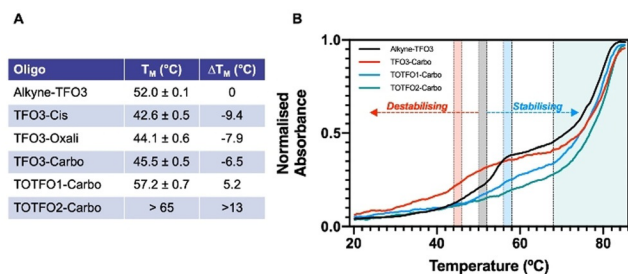 A
Oligo T_M (°C) ΔT_M (°C)
Alkyne-TFO3 52.0 ± 0.1 0
TFO3-Cis 42.6 ± 0.5 -9.4
TFO3-Oxali 44.1 ± 0.6 -7.9
TFO3-Carbo 45.5 ± 0.5 -6.5
TOTFO1-Carbo 57.2 ± 0.7 5.2
TOTFO2-Carbo > 65 >13
B
Normalised
Absorbance
1.0
0.5
0.0
Alkyne-TFO3
TFO3-Carbo
TOTFO1-Carbo
TOTFO2-Carbo
Destabilising
Stabilising
20 40 60 80
Temperature (ºC)